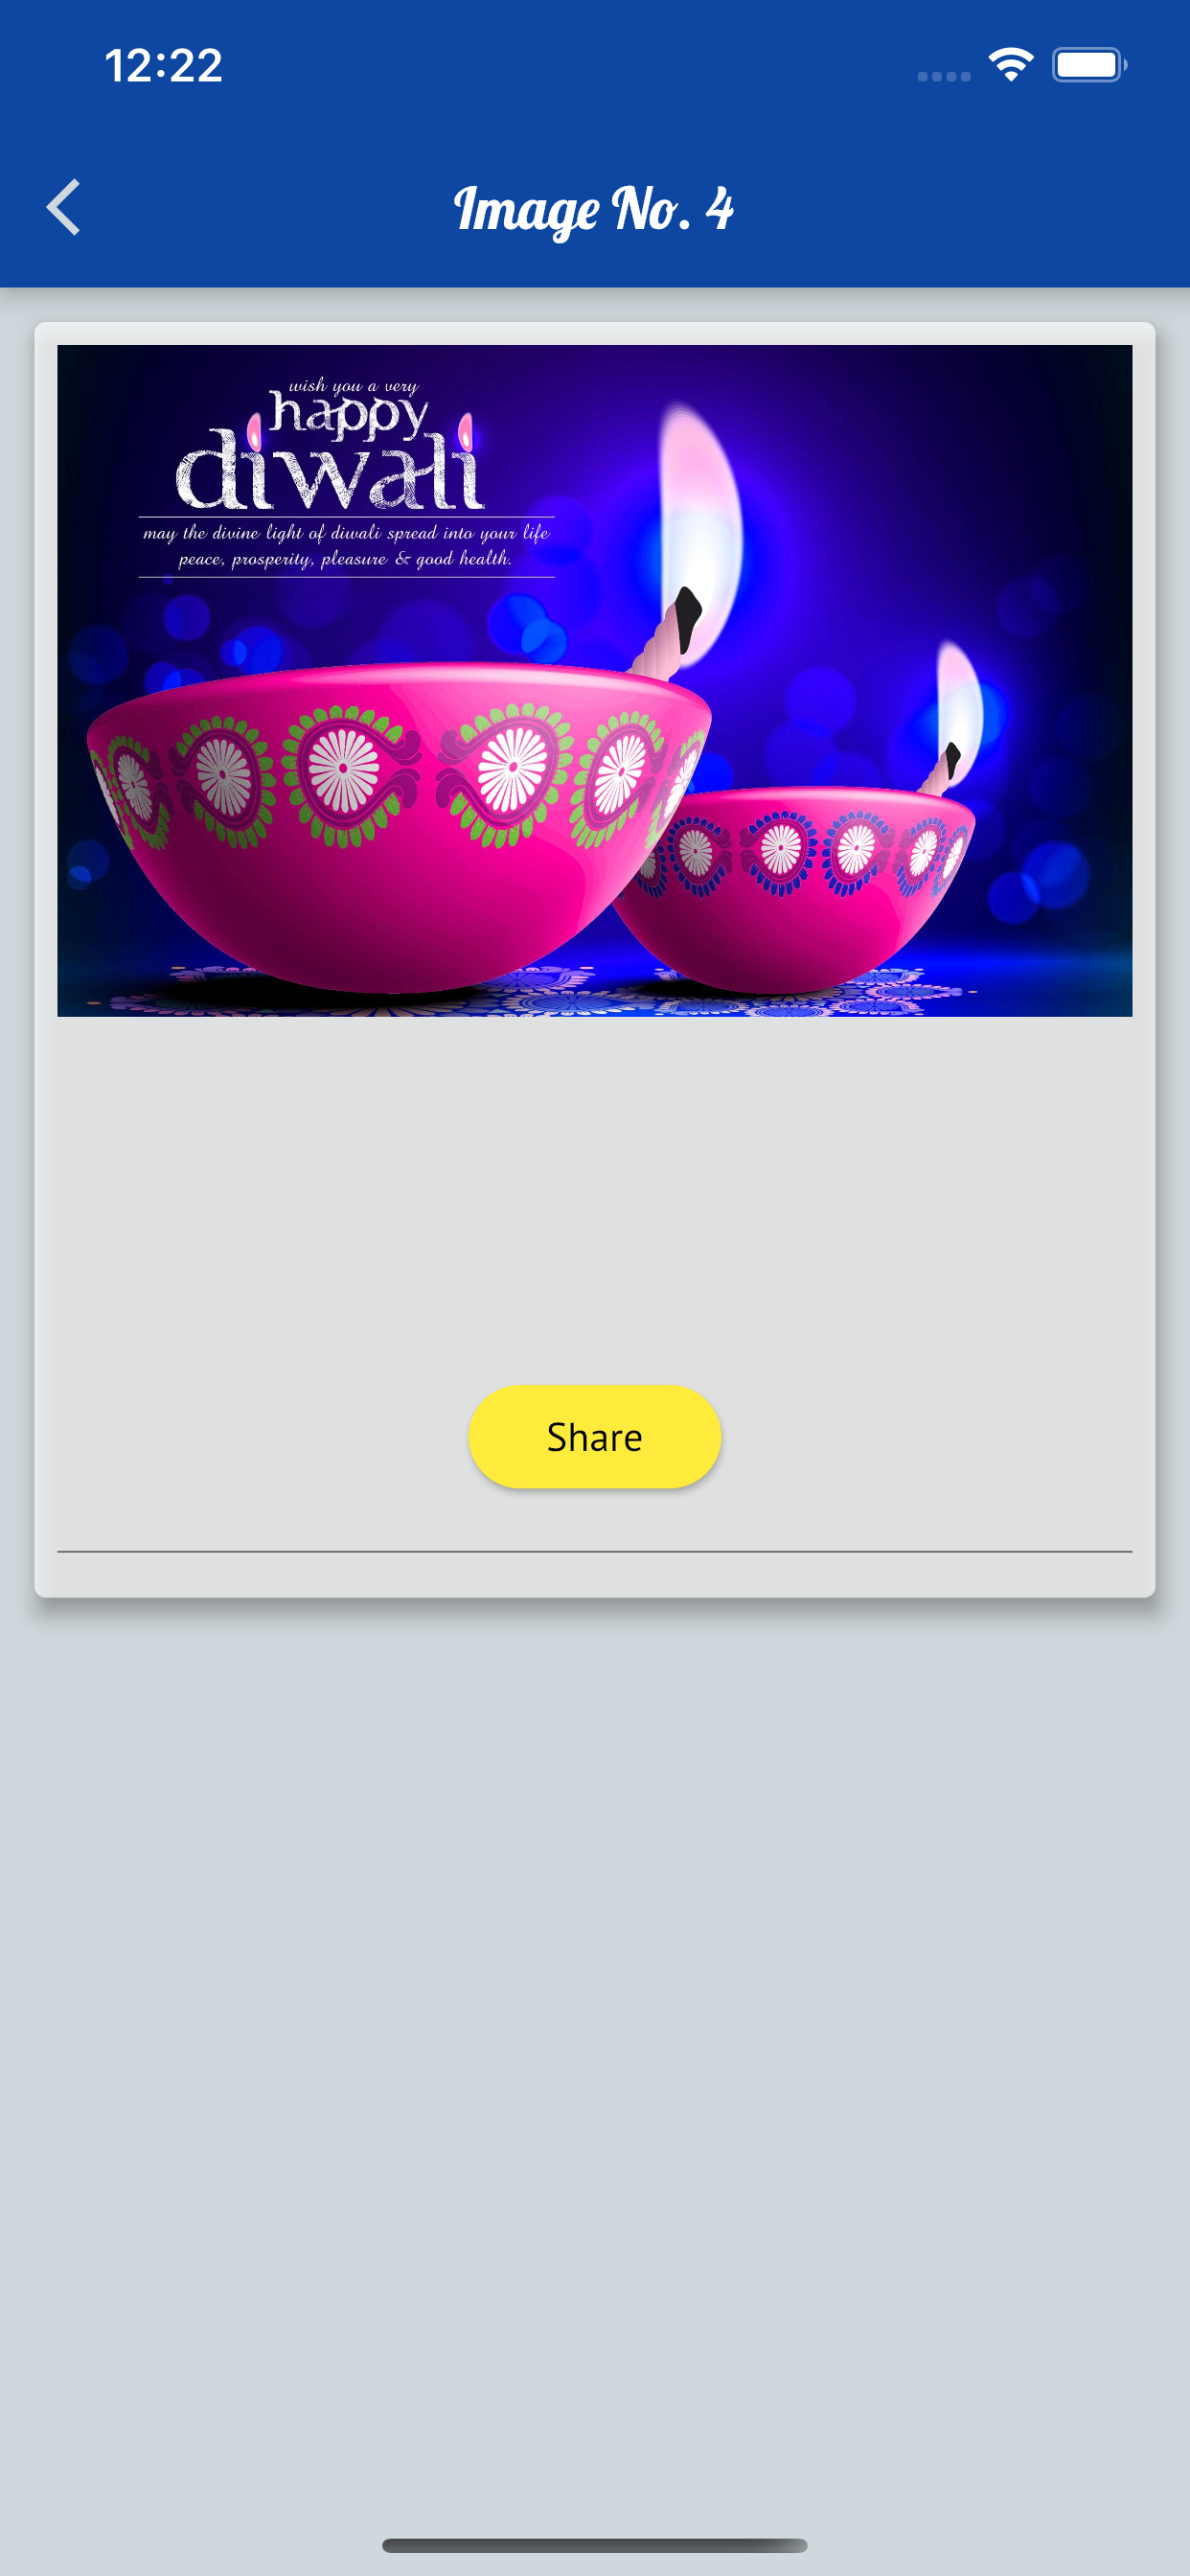 12:22
Image No. 4
wish you a very
happy
diwali
may the divine light of diwali spread into your life
peace, prosperity, pleasure & good health.
Share